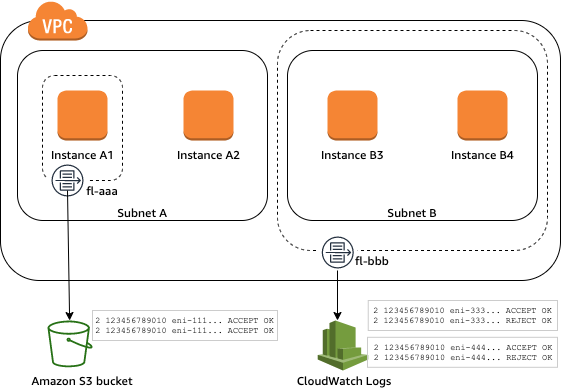 VPC
Instance A1
Instance A2
Instance B3
Instance B4
fl-aaa
Subnet A
Subnet B
fl-bbb
2 123456789010 eni-111... ACCEPT OK
2 123456789010 eni-111... ACCEPT OK
2 123456789010 eni-333... ACCEPT OK
2 123456789010 eni-333... REJECT OK
2 123456789010 eni-444... ACCEPT OK
2 123456789010 eni-444... REJECT OK
Amazon S3 bucket
CloudWatch Logs